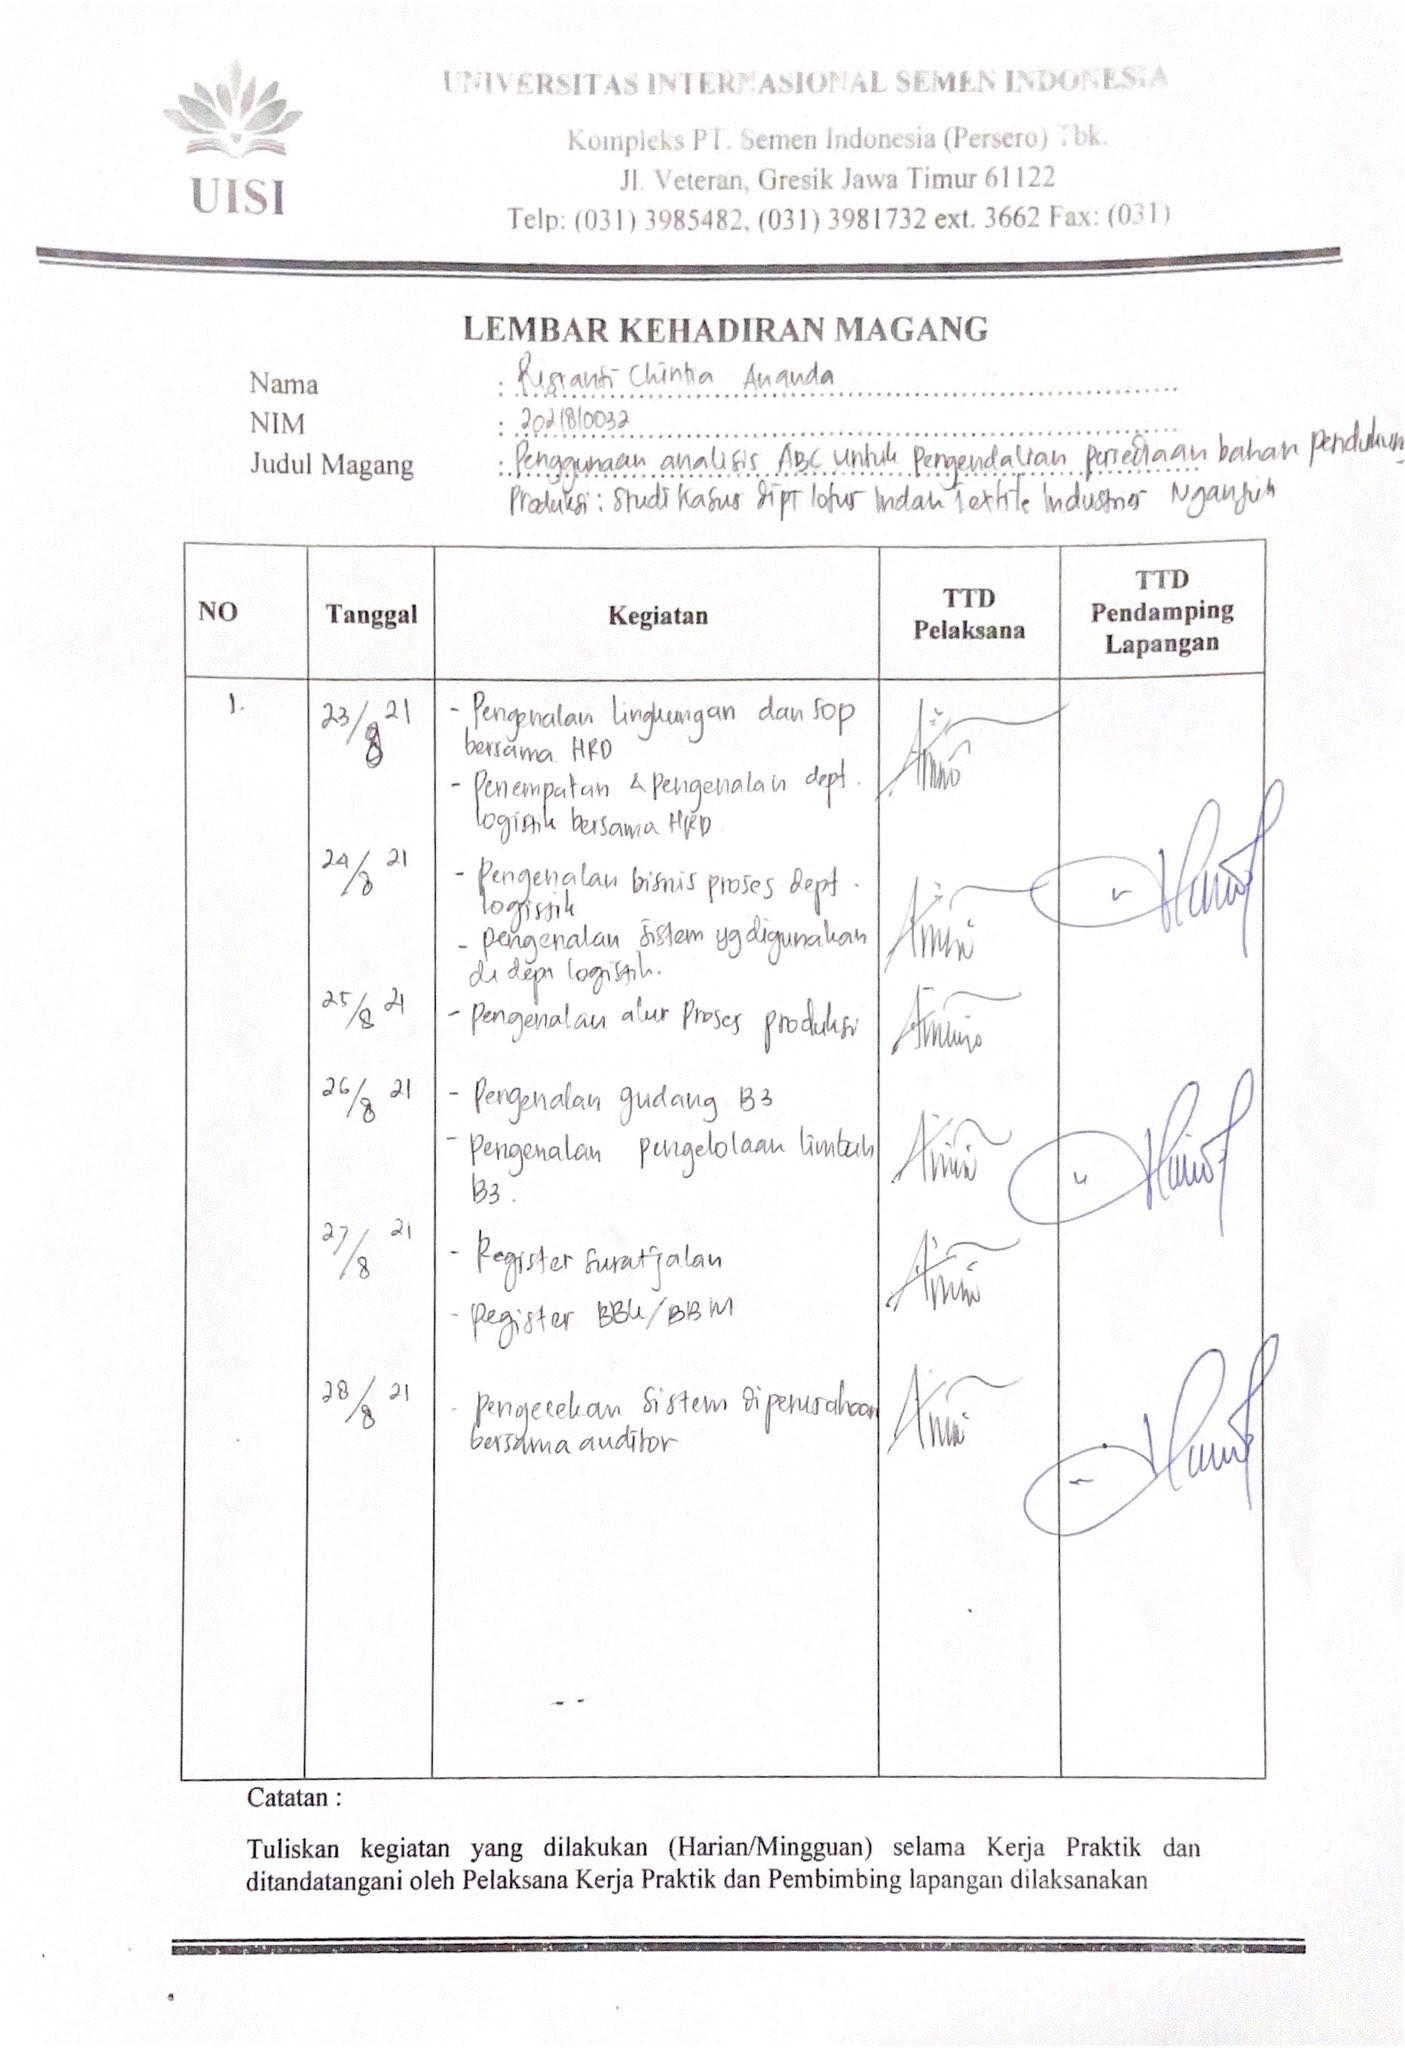 UISI
UNIVERSITAS INTERNASIONAL SEMEN INDONESIA
Kompleks PT. Semen Indonesia (Persero) Tbk.
Jl. Veteran, Gresik Jawa Timur 61122
Telp: (031) 3985482, (031) 3981732 ext. 3662 Fax: (031)
LEMBAR KEHADIRAN MAGANG
Nama : Risranti Chintia Ananda
NIM : 2021810032
Judul Magang : Penggunaan analisis ABC untuk Pengendalian persediaan bahan pendukung
Produksi : Studi Kasus di PT lotus Indah Textile Industries Nganjuk
NO Tanggal Kegiatan TTD Pelaksana TTD Pendamping Lapangan
1. 23/8 21 - Pengenalan lingkungan dan SOP
bersama HRD
- Penempatan & Pengenalan dept.
logistik bersama HRD
24/8 21 - Pengenalan bisnis proses dept.
logistik
- pengenalan sistem yg digunakan
di dept logistik.
25/8 21 - Pengenalan alur Proses produksi
26/8 21 - Pengenalan gudang B3
- Pengenalan pengelolaan limbah
B3.
27/8 21 - Register suratjalan
- Register BBK/BBM
28/8 21 - pengecekan sistem diperusahaan
bersama auditor
Catatan :
Tuliskan kegiatan yang dilakukan (Harian/Mingguan) selama Kerja Praktik dan
ditandatangani oleh Pelaksana Kerja Praktik dan Pembimbing lapangan dilaksanakan